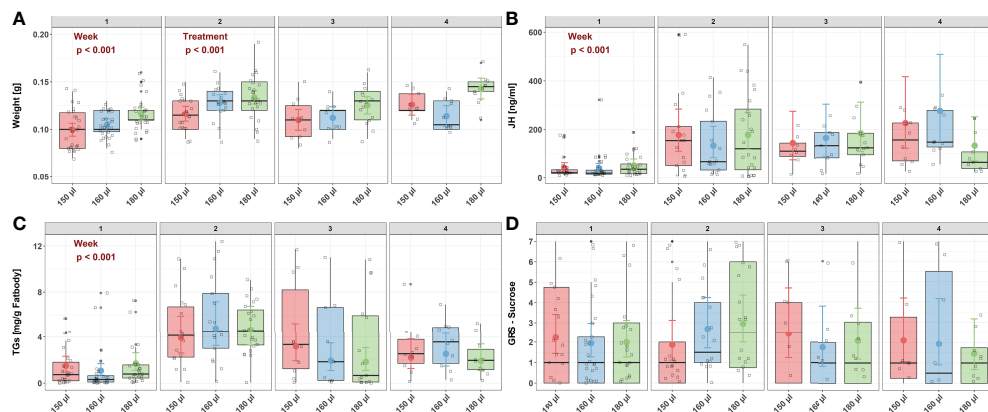 A
1
2
3
4
Week
p < 0.001
Treatment
p < 0.001
0.20
0.15
0.10
0.05
Weight [g]
150 µl
160 µl
180 µl
150 µl
160 µl
180 µl
150 µl
160 µl
180 µl
150 µl
160 µl
180 µl
B
1
2
3
4
Week
p < 0.001
600
400
200
0
JH [ng/ml]
150 µl
160 µl
180 µl
150 µl
160 µl
180 µl
150 µl
140 µl
180 µl
150 µl
160 µl
180 µl
C
1
2
3
4
Week
p < 0.001
12
8
4
0
TGs [mg/g Fatbody]
150 µl
160 µl
180 µl
150 µl
160 µl
180 µl
150 µl
160 µl
180 µl
150 µl
160 µl
180 µl
D
1
2
3
4
7
6
5
4
3
2
1
0
GRS - Sucrose
180 µl
160 µl
180 µl
150 µl
160 µl
180 µl
150 µl
160 µl
180 µl
150 µl
160 µl
180 µl